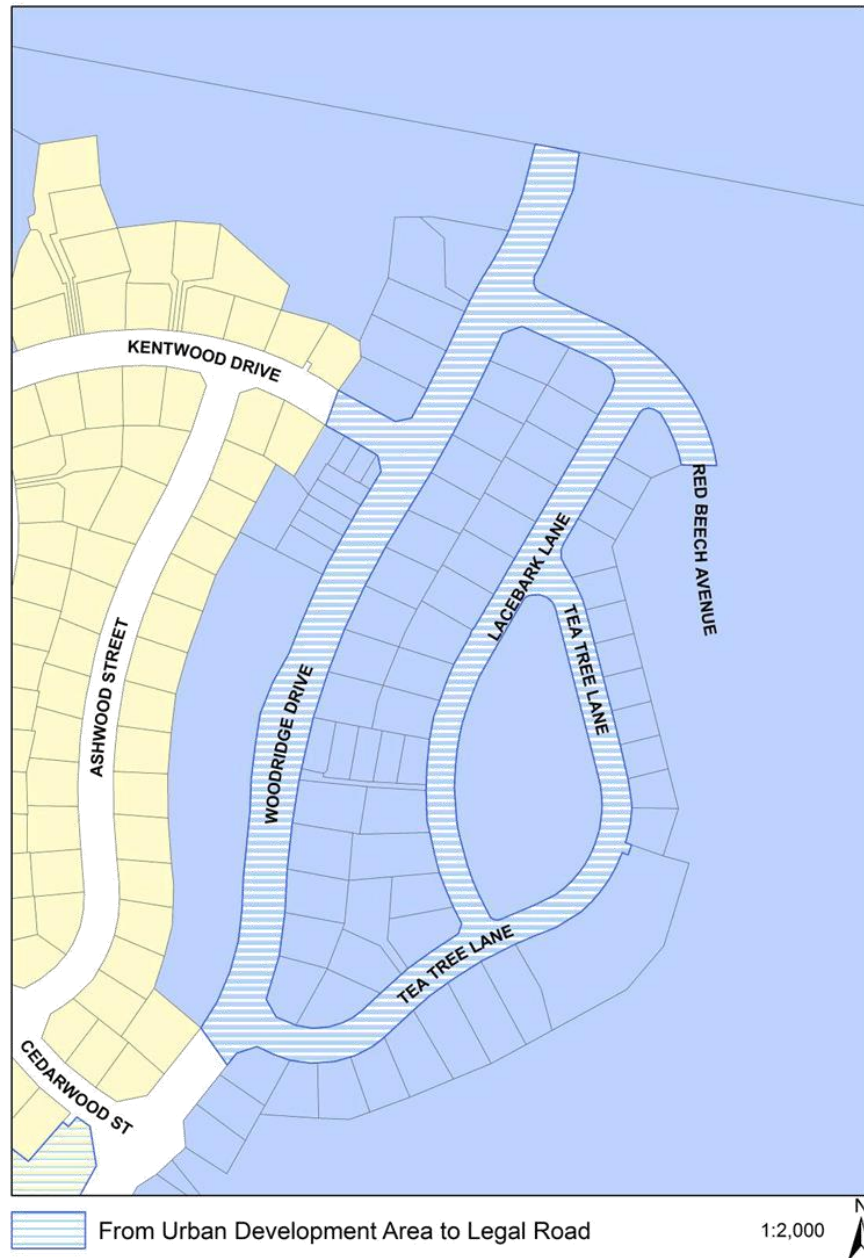 KENTWOOD DRIVE
RED BEECH AVENUE
LACEBARK LANE
TEA TREE LANE
ASHWOOD STREET
WOODRIDGE DRIVE
TEA TREE LANE
CEDARWOOD ST
From Urban Development Area to Legal Road
1:2,000
N